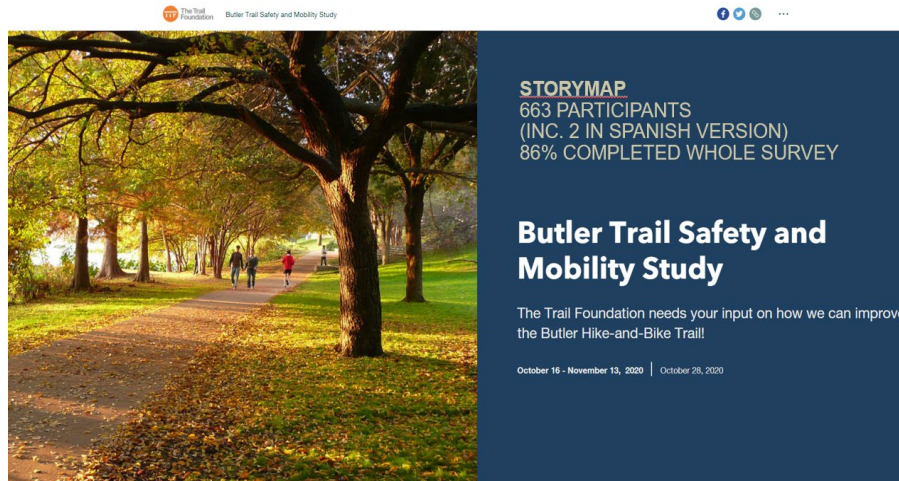 TTF
The Trail
Foundation
Butler Trail Safety and Mobility Study
STORYMAP
663 PARTICIPANTS
(INC. 2 IN SPANISH VERSION)
86% COMPLETED WHOLE SURVEY
Butler Trail Safety and
Mobility Study
The Trail Foundation needs your input on how we can improve
the Butler Hike-and-Bike Trail!
October 16 - November 13, 2020 | October 28, 2020